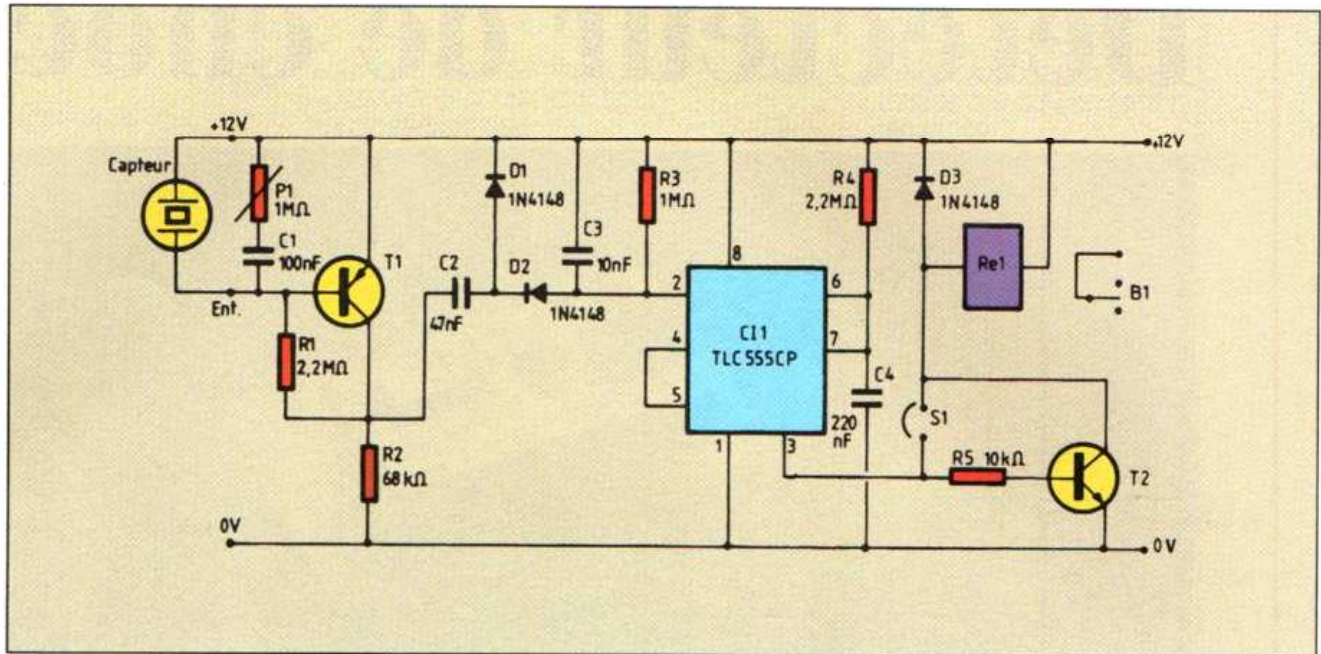 +12V
+12V
Capteur
P1
1MΩ
C1
100nF
T1
Ent.
R1
2,2MΩ
R2
68kΩ
C2
47nF
D1
1N4148
D2
1N4148
C3
10nF
R3
1MΩ
2
4
5
8
6
7
1
3
CI1
TLC555CP
R4
2,2MΩ
C4
220
nF
D3
1N4148
Re1
B1
S1
R5 10kΩ
T2
0V
0V